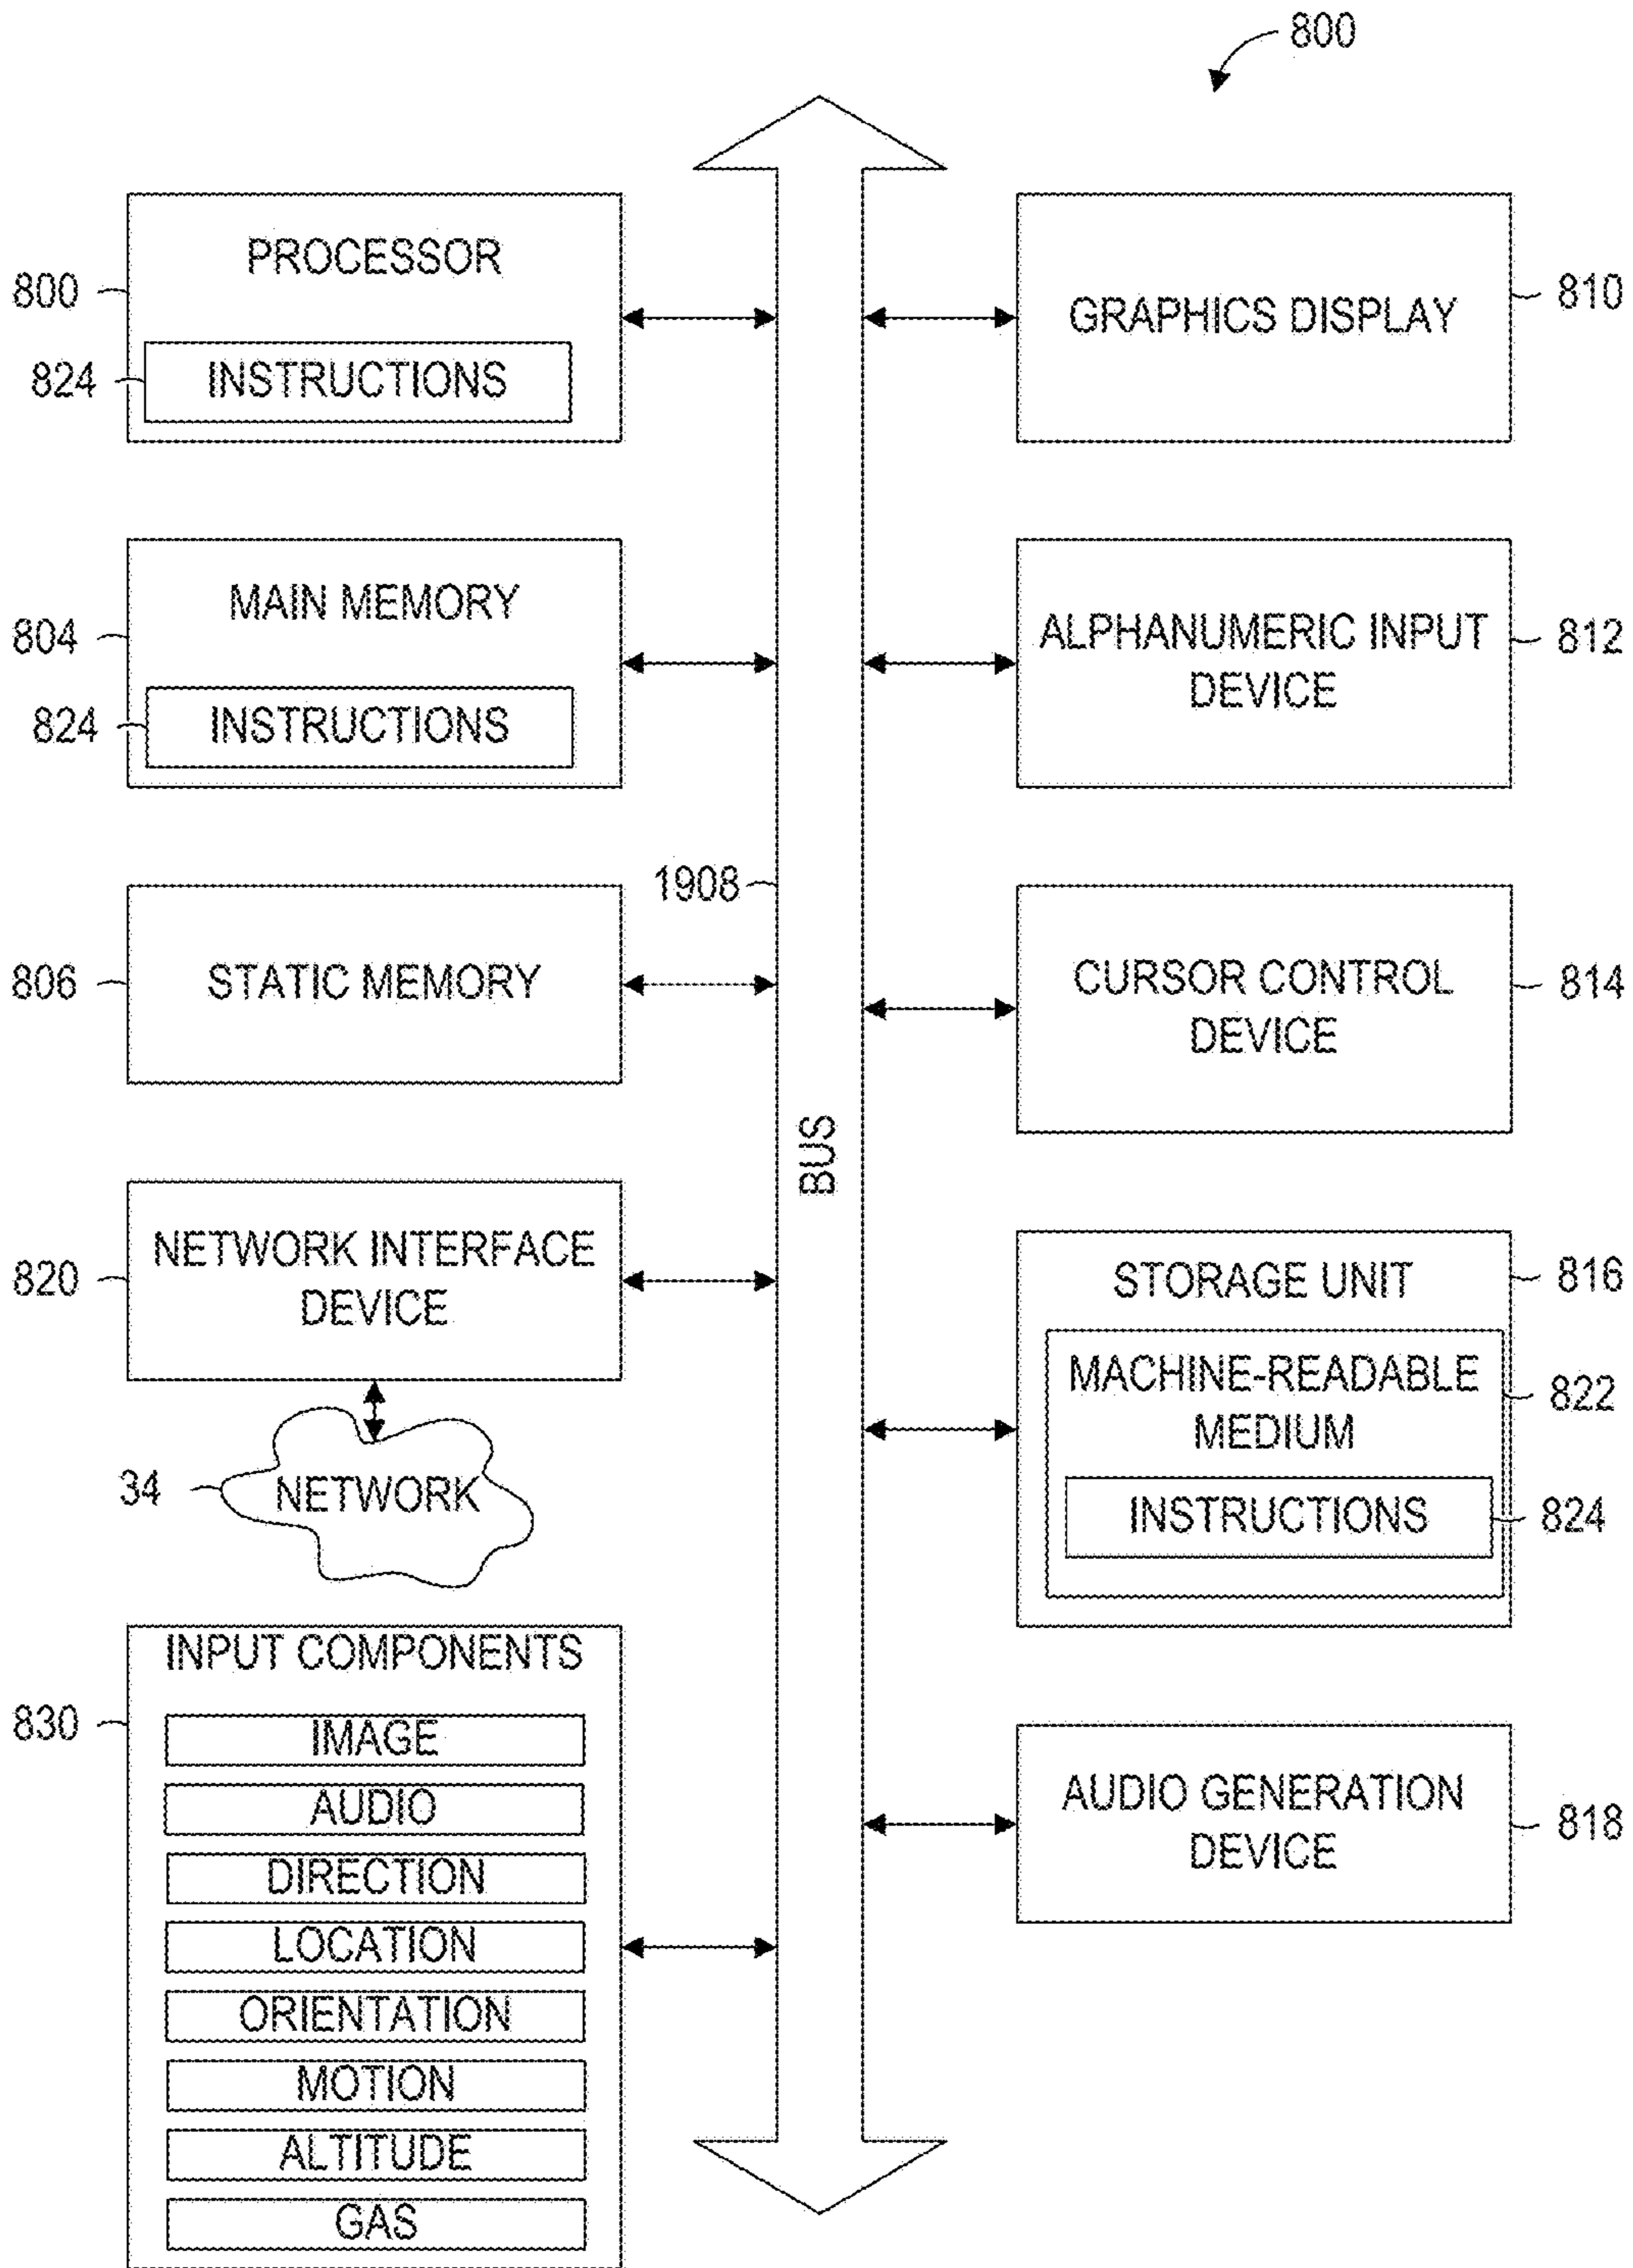 800
PROCESSOR
800
824
INSTRUCTIONS
MAIN MEMORY
804
824
INSTRUCTIONS
1908
806
STATIC MEMORY
820
NETWORK INTERFACE
DEVICE
34
NETWORK
INPUT COMPONENTS
830
IMAGE
AUDIO
DIRECTION
LOCATION
ORIENTATION
MOTION
ALTITUDE
GAS
BUS
GRAPHICS DISPLAY
810
ALPHANUMERIC INPUT
DEVICE
812
CURSOR CONTROL
DEVICE
814
STORAGE UNIT
816
MACHINE-READABLE
MEDIUM
822
INSTRUCTIONS
824
AUDIO GENERATION
DEVICE
818